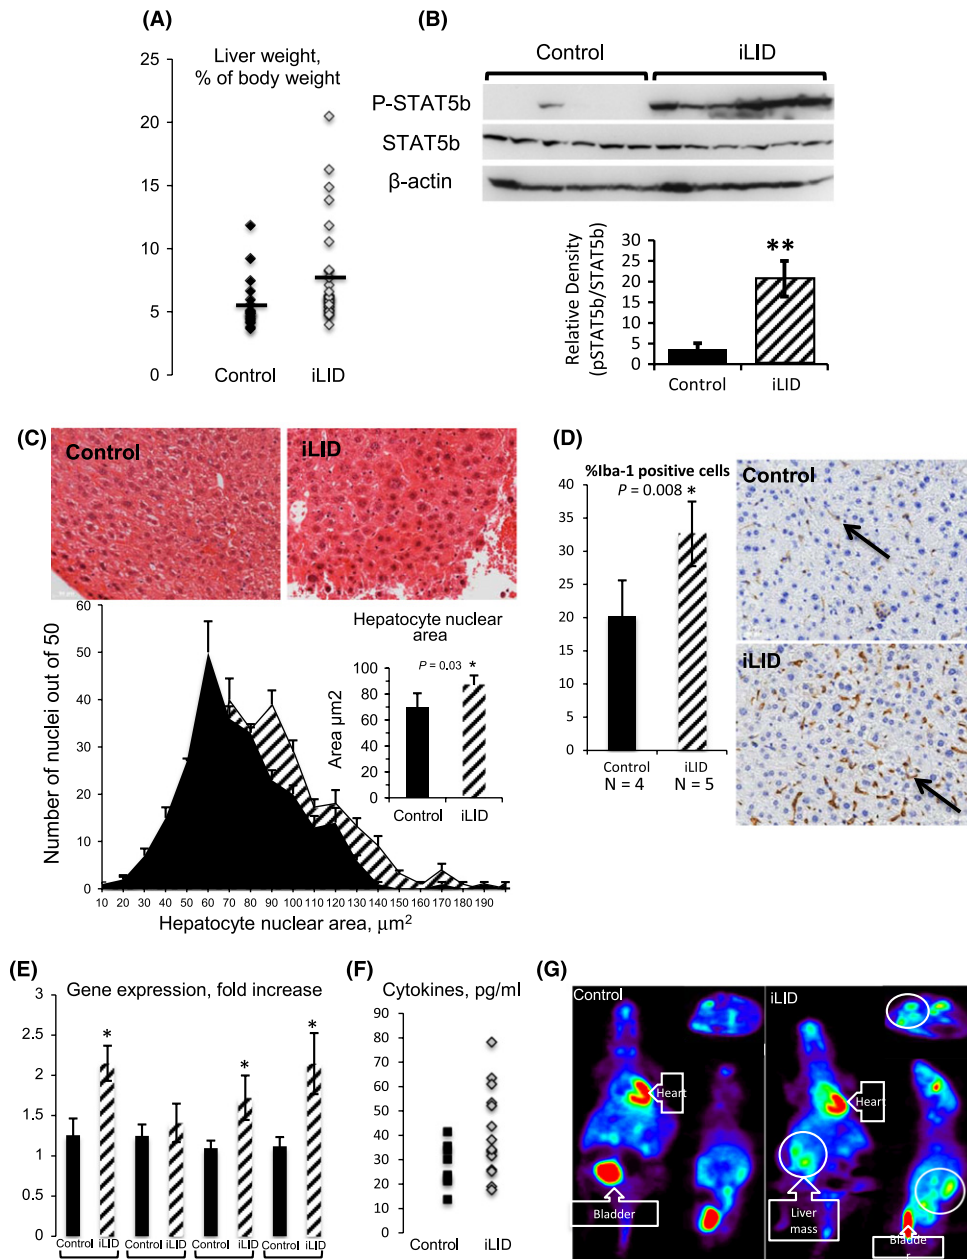 (A)
Liver weight,
% of body weight
25
20
15
10
5
0
Control
iLID
(B)
Control
iLID
P-STAT5b
STAT5b
β-actin
Relative Density
(pSTAT5b/STAT5b)
30
25
20
15
10
5
0
**
Control
iLID
(C)
Control
iLID
Number of nuclei out of 50
60
50
40
30
20
10
0
10 20 30 40 50 60 70 80 90 100 110 120 130 140 150 160 170 180 190
Hepatocyte nuclear area, μm²
Hepatocyte nuclear
area
P = 0.03 *
Area μm2
100
80
60
40
20
0
Control
iLID
(D)
%Iba-1 positive cells
P = 0.008 *
40
35
30
25
20
15
10
5
0
Control
N = 4
iLID
N = 5
Control
iLID
(E)
Gene expression, fold increase
3
2.5
2
1.5
1
0.5
0
*
*
*
Control iLID Control iLID Control iLID Control iLID
(F)
Cytokines, pg/ml
90
80
70
60
50
40
30
20
10
0
Control
iLID
(G)
Control
Heart
Bladder
iLID
Heart
Liver
mass
Bladde
r